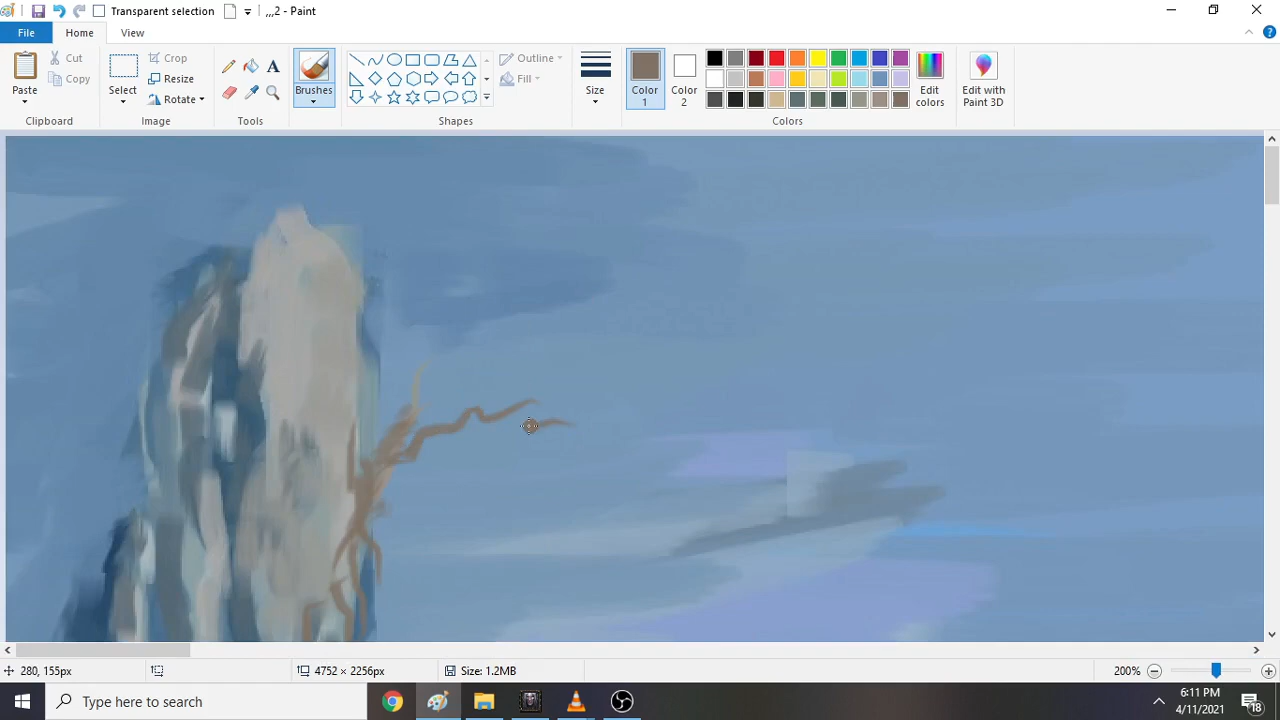 Transparent selection ,,,2 - Paint
File Home View
Paste Cut Copy
Clipboard
Select Crop Resize Rotate
Image
Tools
Brushes
Shapes
Outline Fill
Size
Color 1
Color 2
Edit colors
Colors
Edit with Paint 3D
280, 155px
4752 × 2256px
Size: 1.2MB
200%
Type here to search
6:11 PM
4/11/2021
18